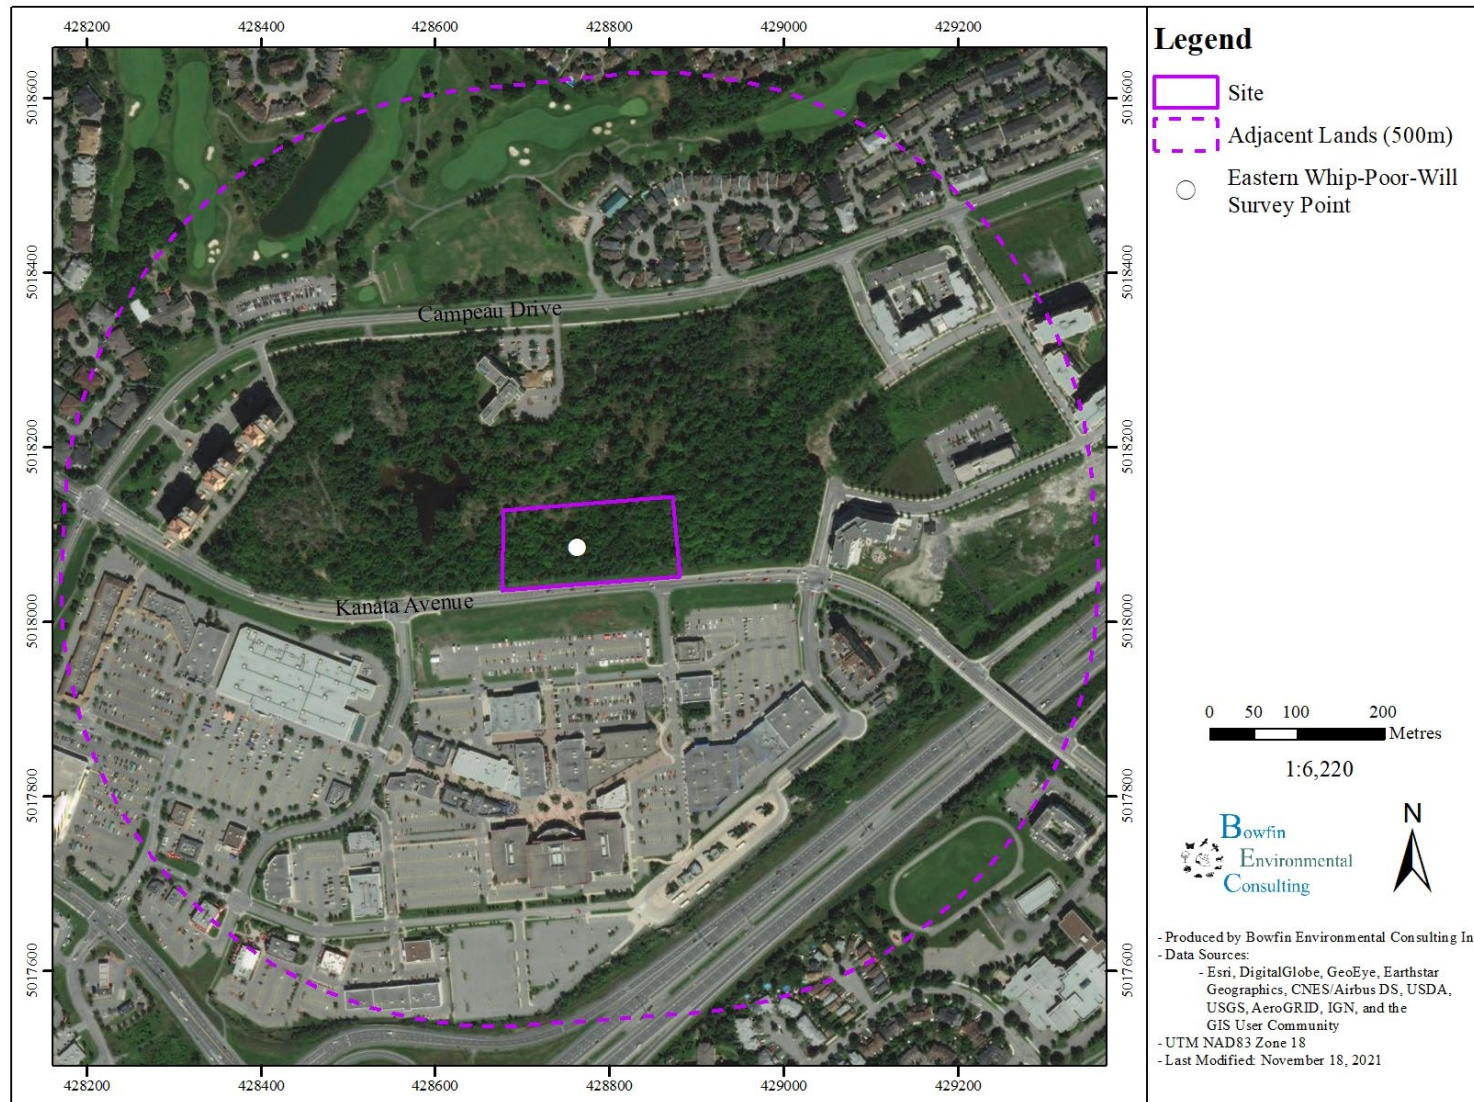 428200 428400 428600 428800 429000 429200
5018600 5018600
5018400 5018400
5018200 5018200
5018000 5018000
5017800 5017800
5017600 5017600
428200 428400 428600 428800 429000 429200
Campeau Drive
Kanata Avenue
Legend
Site
Adjacent Lands (500m)
Eastern Whip-Poor-Will
Survey Point
0 50 100 200
Metres
1:6,220
Bowfin
Environmental
Consulting
N
- Produced by Bowfin Environmental Consulting In
- Data Sources:
- Esri, DigitalGlobe, GeoEye, Earthstar
Geographics, CNES/Airbus DS, USDA,
USGS, AeroGRID, IGN, and the
GIS User Community
- UTM NAD83 Zone 18
- Last Modified: November 18, 2021